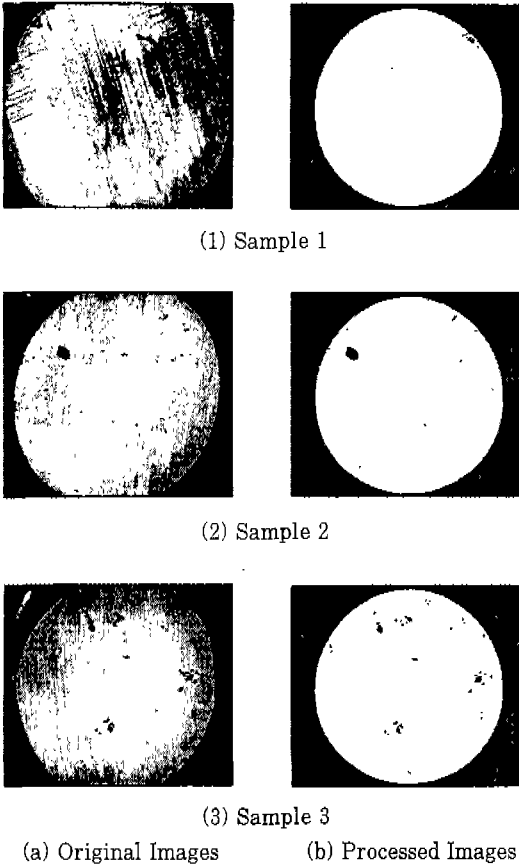 (1) Sample 1
(2) Sample 2
(3) Sample 3
(a) Original Images
(b) Processed Images